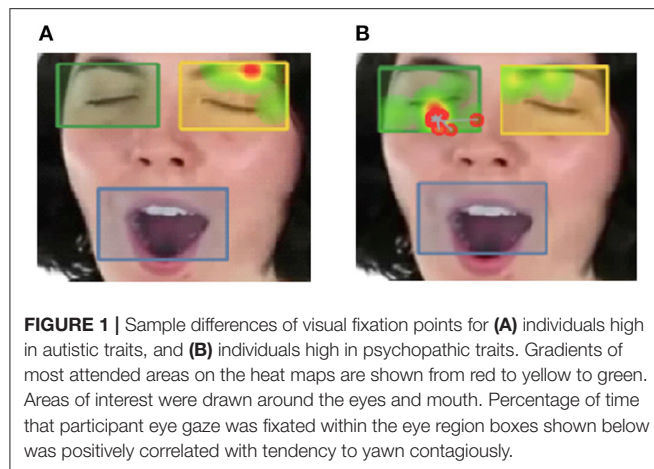 A
B
FIGURE 1 | Sample differences of visual fixation points for (A) individuals high
in autistic traits, and (B) individuals high in psychopathic traits. Gradients of
most attended areas on the heat maps are shown from red to yellow to green.
Areas of interest were drawn around the eyes and mouth. Percentage of time
that participant eye gaze was fixated within the eye region boxes shown below
was positively correlated with tendency to yawn contagiously.